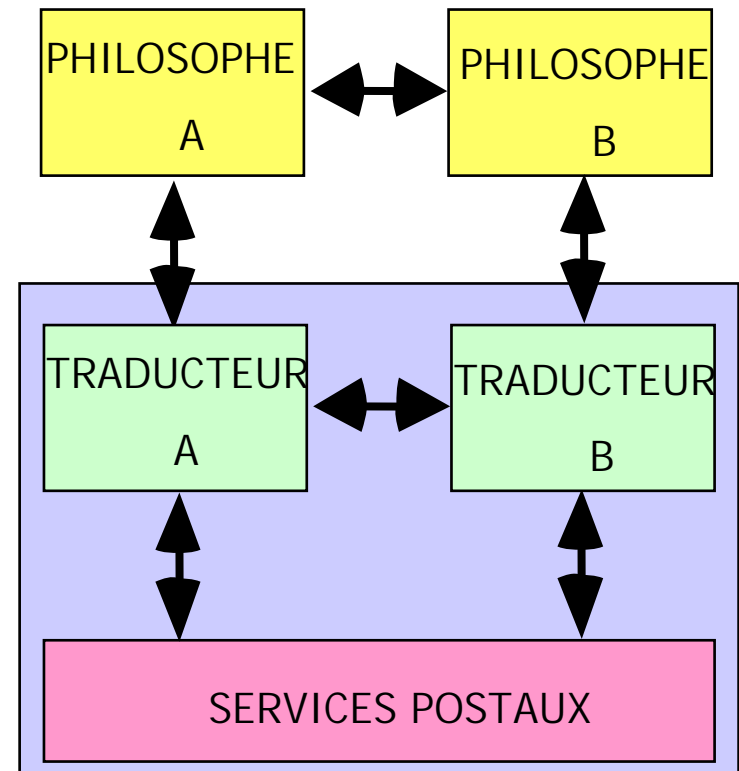 PHILOSOPHE
A
PHILOSOPHE
B
TRADUCTEUR
A
TRADUCTEUR
B
SERVICES POSTAUX